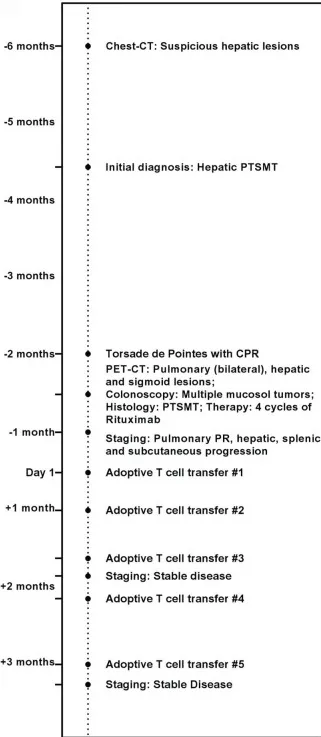 -6 months
Chest-CT: Suspicious hepatic lesions
-5 months
Initial diagnosis: Hepatic PTSMT
-4 months
-3 months
-2 months
Torsade de Pointes with CPR
PET-CT: Pulmonary (bilateral), hepatic
and sigmoid lesions;
Colonoscopy: Multiple mucosol tumors;
Histology: PTSMT; Therapy: 4 cycles of
Rituximab
-1 month
Staging: Pulmonary PR, hepatic, splenic
and subcutaneous progression
Day 1
Adoptive T cell transfer #1
+1 month
Adoptive T cell transfer #2
Adoptive T cell transfer #3
Staging: Stable disease
+2 months
Adoptive T cell transfer #4
+3 months
Adoptive T cell transfer #5
Staging: Stable Disease